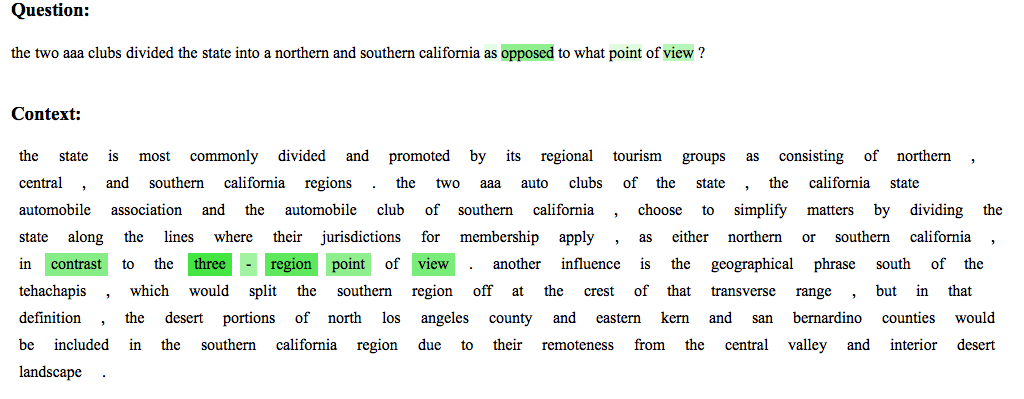 Question:
the two aaa clubs divided the state into a northern and southern california as opposed to what point of view ?
Context:
the state is most commonly divided and promoted by its regional tourism groups as consisting of northern ,
central , and southern california regions . the two aaa auto clubs of the state , the california state
automobile association and the automobile club of southern california , choose to simplify matters by dividing the
state along the lines where their jurisdictions for membership apply , as either northern or southern california ,
in contrast to the three - region point of view . another influence is the geographical phrase south of the
tehachapis , which would split the southern region off at the crest of that transverse range , but in that
definition , the desert portions of north los angeles county and eastern kern and san bernardino counties would
be included in the southern california region due to their remoteness from the central valley and interior desert
landscape .